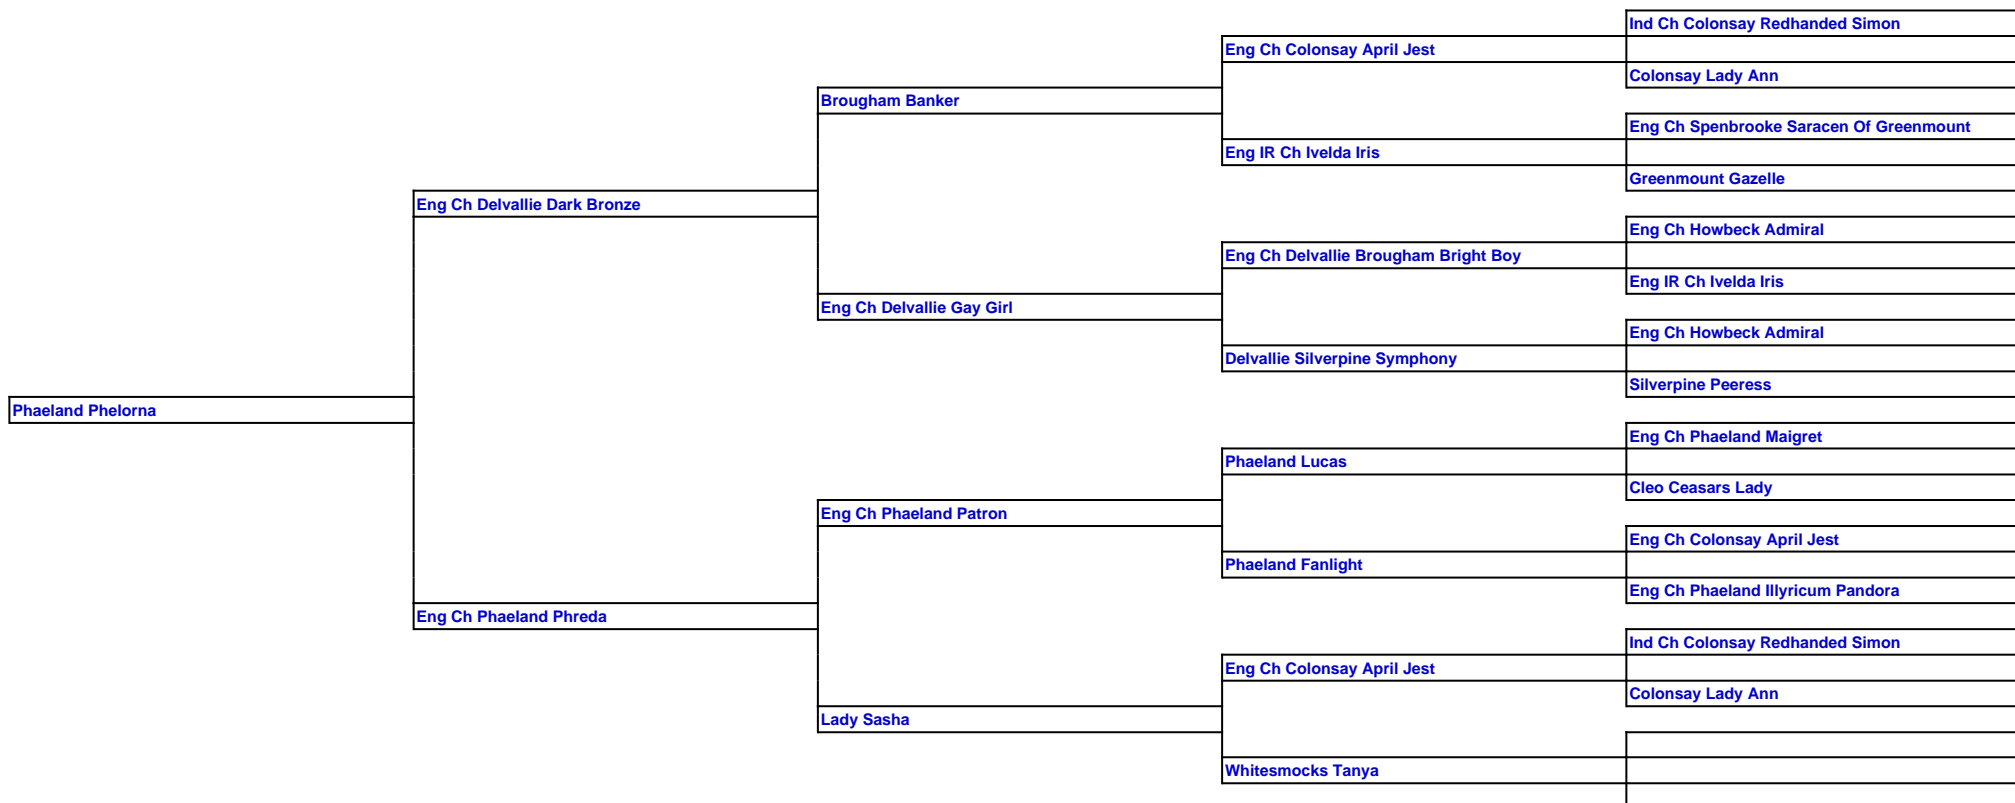 Ind Ch Colonsay Redhanded Simon
Eng Ch Colonsay April Jest
Colonsay Lady Ann
Brougham Banker
Eng Ch Spenbrooke Saracen Of Greenmount
Eng IR Ch Ivelda Iris
Greenmount Gazelle
Eng Ch Delvallie Dark Bronze
Eng Ch Howbeck Admiral
Eng Ch Delvallie Brougham Bright Boy
Eng IR Ch Ivelda Iris
Eng Ch Delvallie Gay Girl
Eng Ch Howbeck Admiral
Delvallie Silverpine Symphony
Silverpine Peeress
Phaeland Phelorna
Eng Ch Phaeland Maigret
Phaeland Lucas
Cleo Ceasars Lady
Eng Ch Phaeland Patron
Eng Ch Colonsay April Jest
Phaeland Fanlight
Eng Ch Phaeland Illyricum Pandora
Eng Ch Phaeland Phreda
Ind Ch Colonsay Redhanded Simon
Eng Ch Colonsay April Jest
Colonsay Lady Ann
Lady Sasha
Whitesmocks Tanya